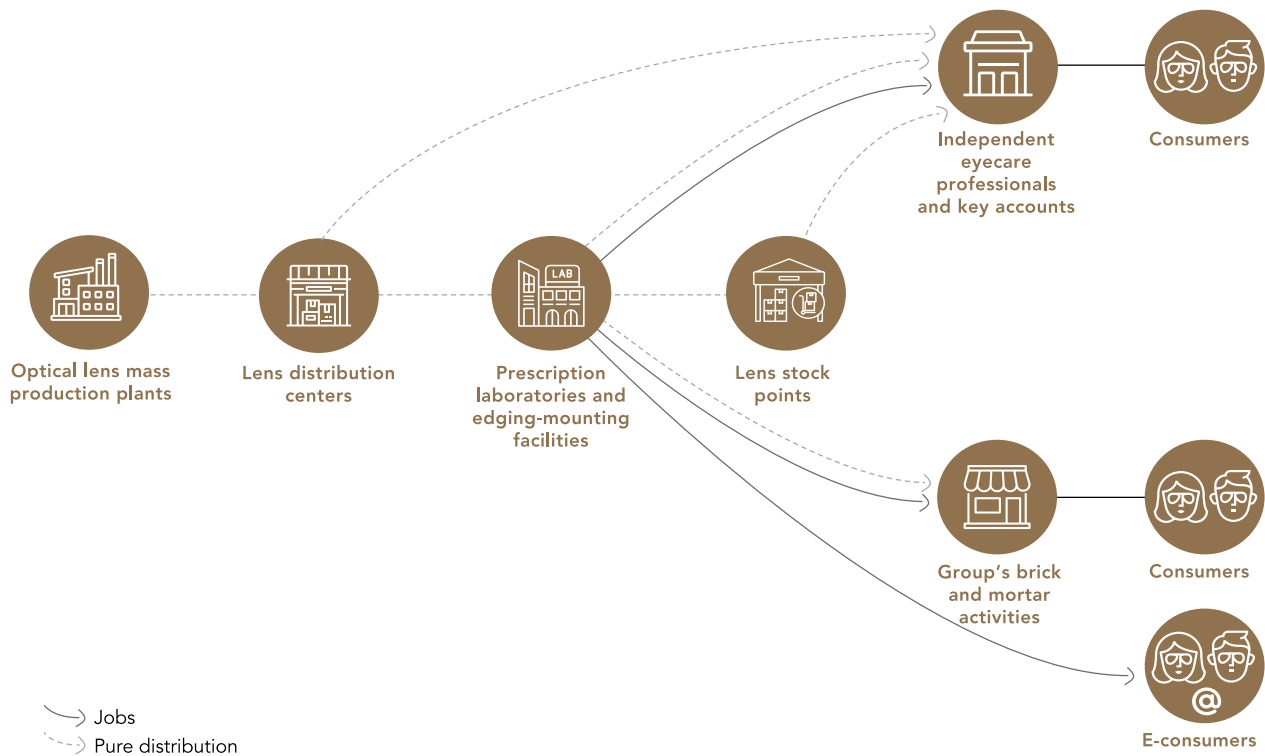 Independent
eyecare
professionals
and key accounts
Consumers
LAB
Optical lens mass
production plants
Lens distribution
centers
Prescription
laboratories and
edging-mounting
facilities
Lens stock
points
Group’s brick
and mortar
activities
Consumers
@
E-consumers
Jobs
Pure distribution